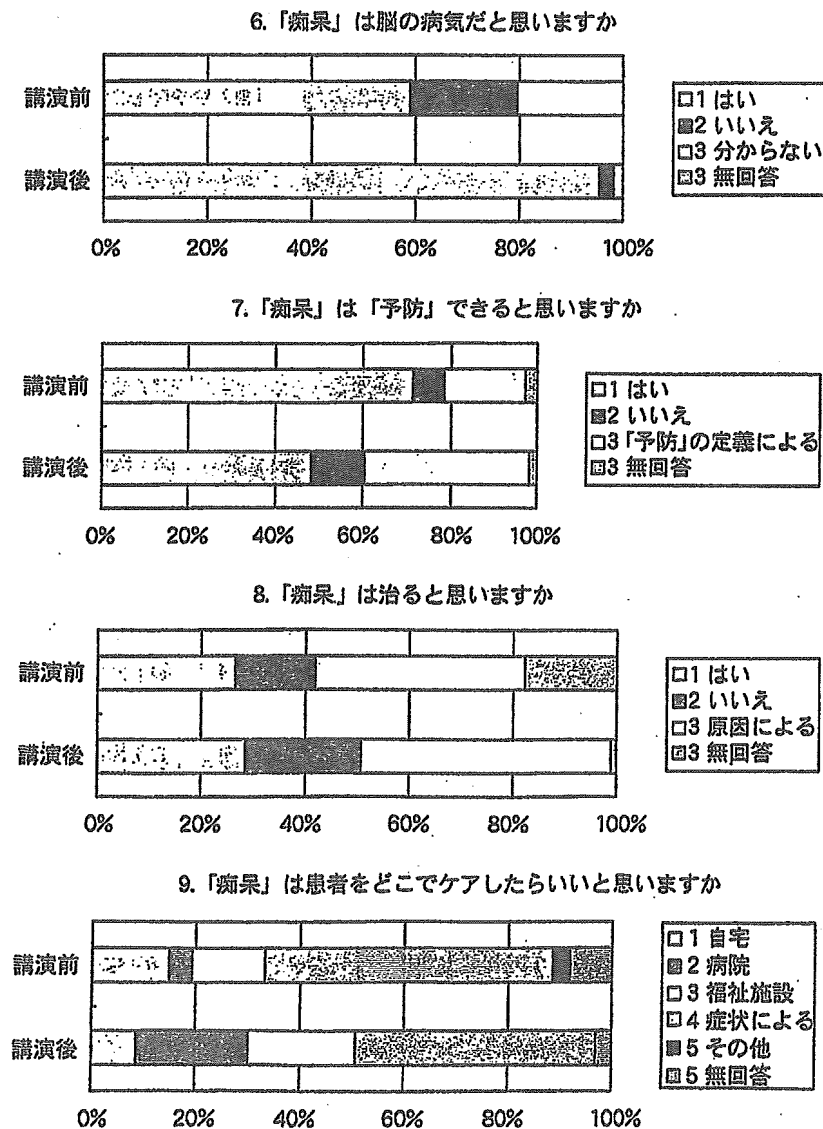 6.「痴呆」は脳の病気だと思いますか
講演前
講演後
0% 20% 40% 60% 80% 100%
1 はい
2 いいえ
3 分からない
3 無回答
7.「痴呆」は「予防」できると思いますか
講演前
講演後
0% 20% 40% 60% 80% 100%
1 はい
2 いいえ
3「予防」の定義による
3 無回答
8.「痴呆」は治ると思いますか
講演前
講演後
0% 20% 40% 60% 80% 100%
1 はい
2 いいえ
3 原因による
3 無回答
9.「痴呆」は患者をどこでケアしたらいいと思いますか
講演前
講演後
0% 20% 40% 60% 80% 100%
1 自宅
2 病院
3 福祉施設
4 症状による
5 その他
5 無回答